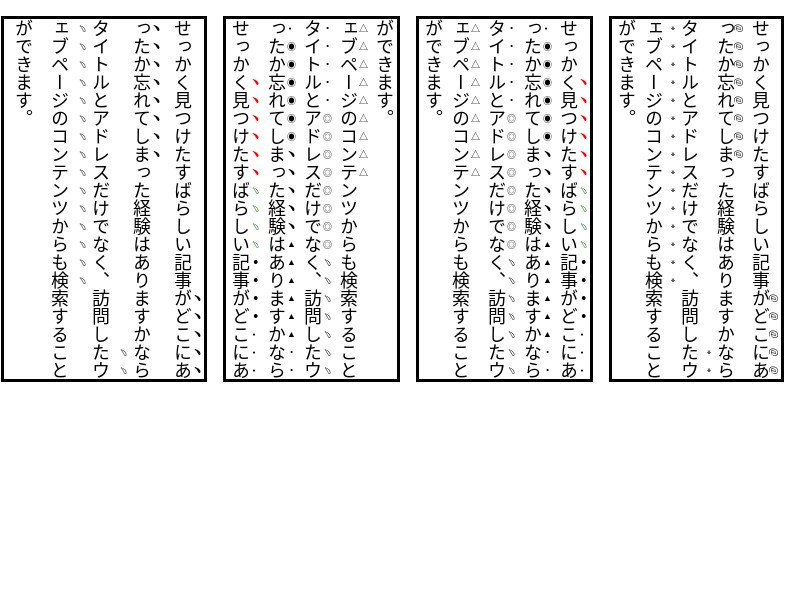 せっかく見つけたすばらしい記事がどこにあ
ったか忘れてしまった経験はありますかなら
タイトルとアドレスだけでなく、訪問したウ
ェブページのコンテンツからも検索すること
ができます。
せっかく見つけたすばらしい記事がどこにあ
ったか忘れてしまった経験はありますかなら
タイトルとアドレスだけでなく、訪問したウ
ェブページのコンテンツからも検索すること
ができます。
せっかく見つけたすばらしい記事がどこにあ
ったか忘れてしまった経験はありますかなら
タイトルとアドレスだけでなく、訪問したウ
ェブページのコンテンツからも検索すること
ができます。
せっかく見つけたすばらしい記事がどこにあ
ったか忘れてしまった経験はありますかなら
タイトルとアドレスだけでなく、訪問したウ
ェブページのコンテンツからも検索すること
ができます。